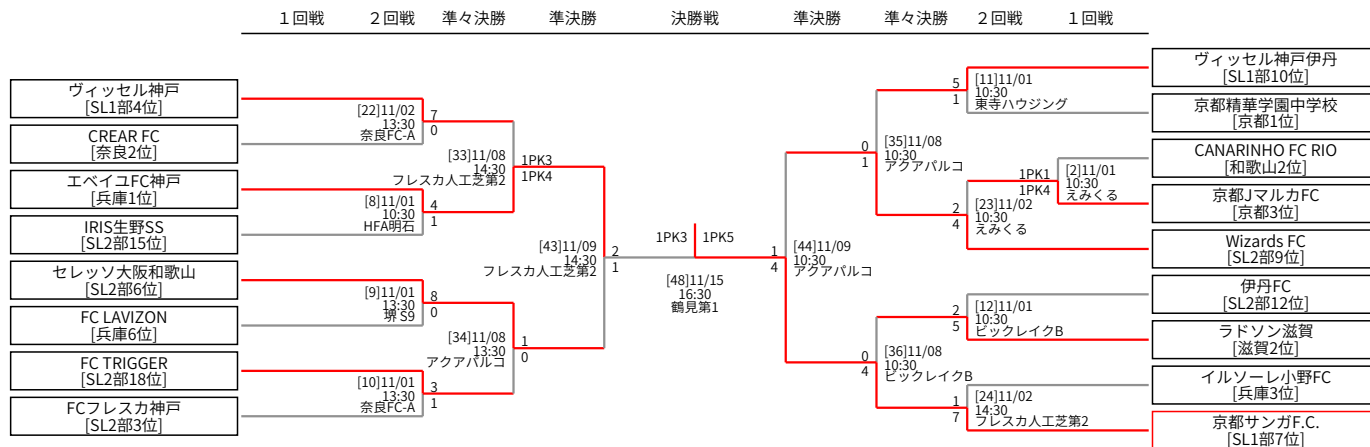 １回戦
２回戦
準々決勝
準決勝
決勝戦
準決勝
準々決勝
２回戦
１回戦
ヴィッセル神戸
[SL1部4位]
CREAR FC
[奈良2位]
エベイユFC神戸
[兵庫1位]
IRIS生野SS
[SL2部15位]
セレッソ大阪和歌山
[SL2部6位]
FC LAVIZON
[兵庫6位]
FC TRIGGER
[SL2部18位]
FCフレスカ神戸
[SL2部3位]
[22]11/02
13:30
奈良FC-A
7
0
[8]11/01
10:30
HFA明石
4
1
[9]11/01
13:30
堺 S9
8
0
[10]11/01
13:30
奈良FC-A
3
1
[33]11/08
14:30
フレスカ人工芝第2
1PK3
1PK4
[34]11/08
13:30
アクアパルコ
1
0
[43]11/09
14:30
フレスカ人工芝第2
2
1
1PK3
1PK5
[48]11/15
16:30
鶴見第1
1
4
[44]11/09
10:30
アクアパルコ
0
1
[35]11/08
10:30
アクアパルコ
0
4
[36]11/08
10:30
ビックレイクB
5
1
[11]11/01
10:30
東寺ハウジング
2
4
[23]11/02
10:30
えみくる
1PK1
1PK4
[2]11/01
10:30
えみくる
2
5
[12]11/01
10:30
ビックレイクB
1
7
[24]11/02
14:30
フレスカ人工芝第2
ヴィッセル神戸伊丹
[SL1部10位]
京都精華学園中学校
[京都1位]
CANARINHO FC RIO
[和歌山2位]
京都JマルカFC
[京都3位]
Wizards FC
[SL2部9位]
伊丹FC
[SL2部12位]
ラドソン滋賀
[滋賀2位]
イルソーレ小野FC
[兵庫3位]
京都サンガF.C.
[SL1部7位]